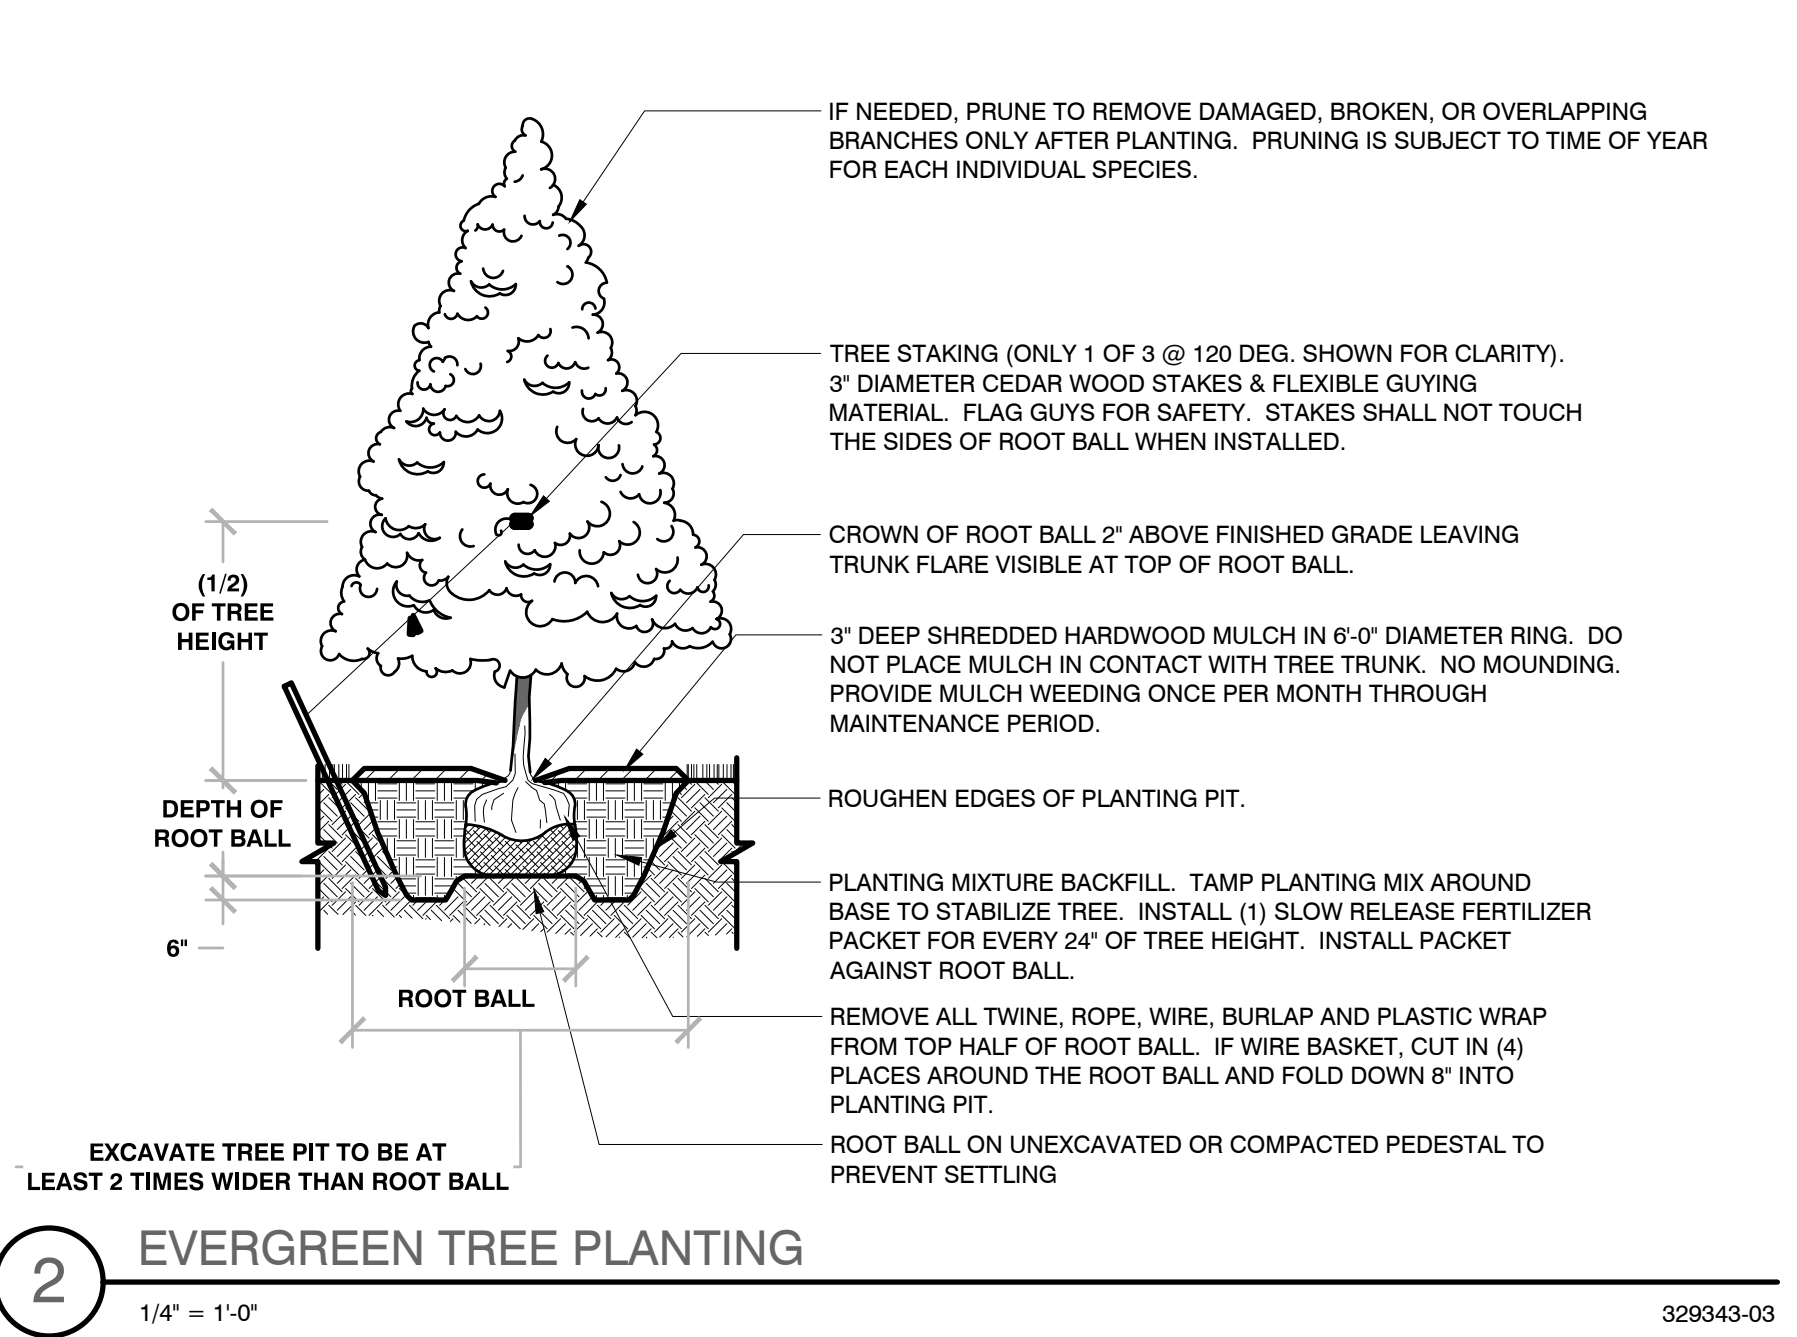 IF NEEDED, PRUNE TO REMOVE DAMAGED, BROKEN, OR OVERLAPPING
BRANCHES ONLY AFTER PLANTING.  PRUNING IS SUBJECT TO TIME OF YEAR
FOR EACH INDIVIDUAL SPECIES.
TREE STAKING (ONLY 1 OF 3 @ 120 DEG. SHOWN FOR CLARITY).
3" DIAMETER CEDAR WOOD STAKES & FLEXIBLE GUYING
MATERIAL.  FLAG GUYS FOR SAFETY.  STAKES SHALL NOT TOUCH
THE SIDES OF ROOT BALL WHEN INSTALLED.
CROWN OF ROOT BALL 2" ABOVE FINISHED GRADE LEAVING
TRUNK FLARE VISIBLE AT TOP OF ROOT BALL.
3" DEEP SHREDDED HARDWOOD MULCH IN 6'-0" DIAMETER RING.  DO
NOT PLACE MULCH IN CONTACT WITH TREE TRUNK.  NO MOUNDING.
PROVIDE MULCH WEEDING ONCE PER MONTH THROUGH
MAINTENANCE PERIOD.
ROUGHEN EDGES OF PLANTING PIT.
PLANTING MIXTURE BACKFILL.  TAMP PLANTING MIX AROUND
BASE TO STABILIZE TREE.  INSTALL (1) SLOW RELEASE FERTILIZER
PACKET FOR EVERY 24" OF TREE HEIGHT.  INSTALL PACKET
AGAINST ROOT BALL.
REMOVE ALL TWINE, ROPE, WIRE, BURLAP AND PLASTIC WRAP
FROM TOP HALF OF ROOT BALL.  IF WIRE BASKET, CUT IN (4)
PLACES AROUND THE ROOT BALL AND FOLD DOWN 8" INTO
PLANTING PIT.
ROOT BALL ON UNEXCAVATED OR COMPACTED PEDESTAL TO
PREVENT SETTLING
(1/2)
OF TREE
HEIGHT
DEPTH OF
ROOT BALL
6"
ROOT BALL
EXCAVATE TREE PIT TO BE AT
LEAST 2 TIMES WIDER THAN ROOT BALL
2
EVERGREEN TREE PLANTING
1/4" = 1'-0"
329343-03